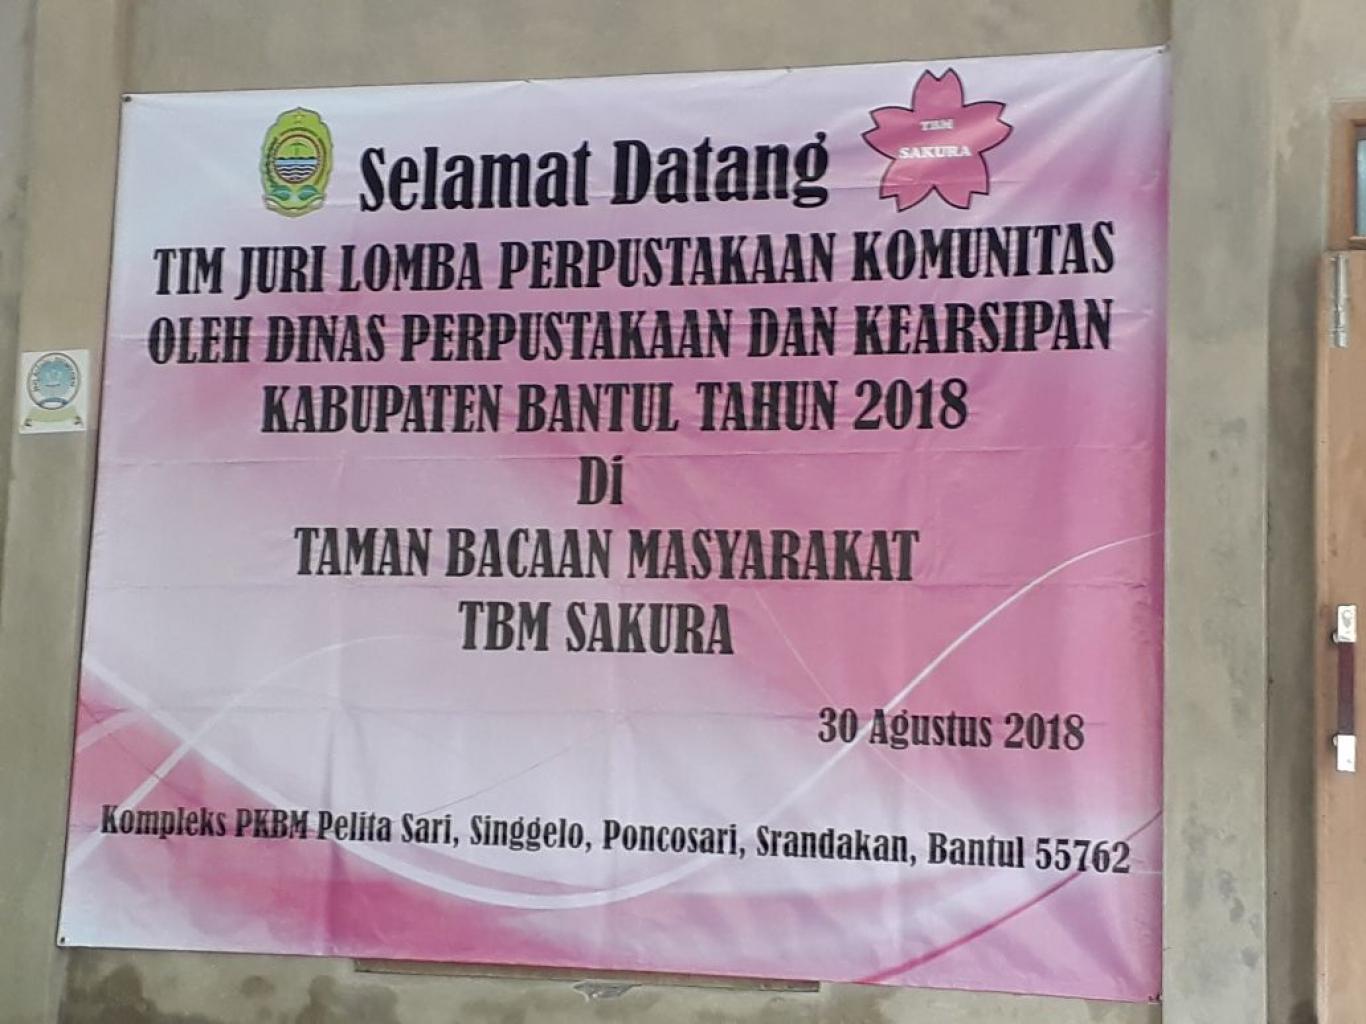 Selamat Datang
TBM
SAKURA
TIM JURI LOMBA PERPUSTAKAAN KOMUNITAS
OLEH DINAS PERPUSTAKAAN DAN KEARSIPAN
KABUPATEN BANTUL TAHUN 2018
Di
TAMAN BACAAN MASYARAKAT
TBM SAKURA
30 Agustus 2018
Kompleks PKBM Pelita Sari, Singgelo, Poncosari, Srandakan, Bantul 55762